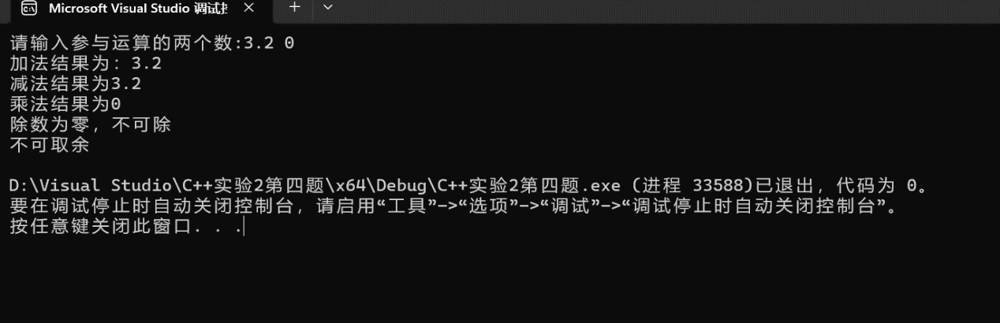 Microsoft Visual Studio 调试
请输入参与运算的两个数:3.2 0
加法结果为：3.2
减法结果为3.2
乘法结果为0
除数为零，不可除
不可取余
D:\Visual Studio\C++实验2第四题\x64\Debug\C++实验2第四题.exe (进程 33588)已退出，代码为 0。
要在调试停止时自动关闭控制台，请启用“工具”->“选项”->“调试”->“调试停止时自动关闭控制台”。
按任意键关闭此窗口. . .